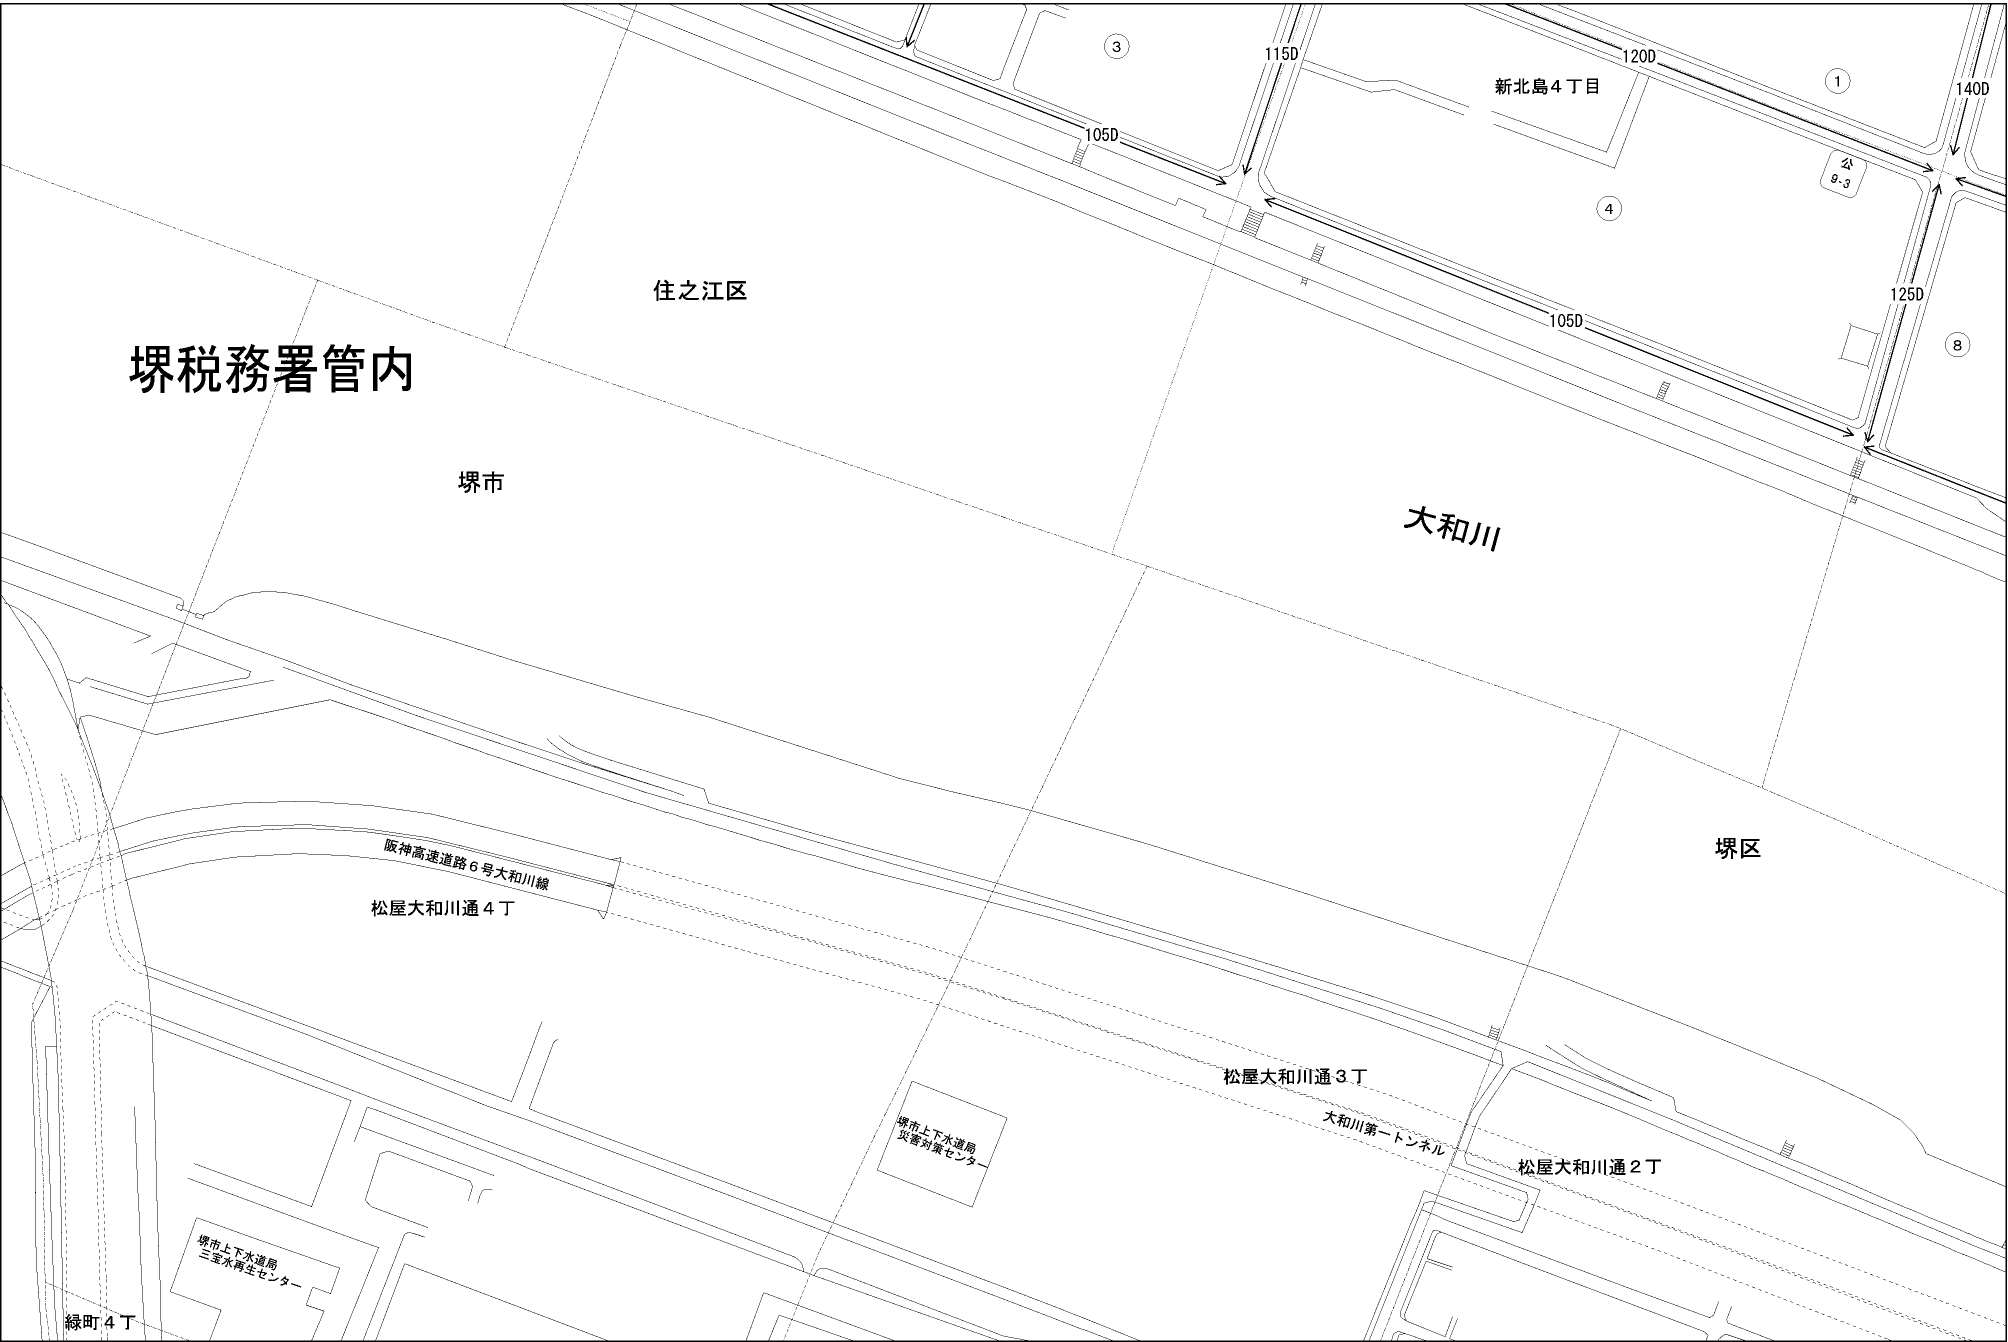 3
115D
120D
1
140D
新北島４丁目
105D
公
9-3
4
住之江区
125D
105D
8
堺税務署管内
堺市
大和川
堺区
阪神高速道路６号大和川線
松屋大和川通４丁
松屋大和川通３丁
大和川第一トンネル
堺市上下水道局
災害対策センター
松屋大和川通２丁
堺市上下水道局
三宝水再生センター
緑町４丁